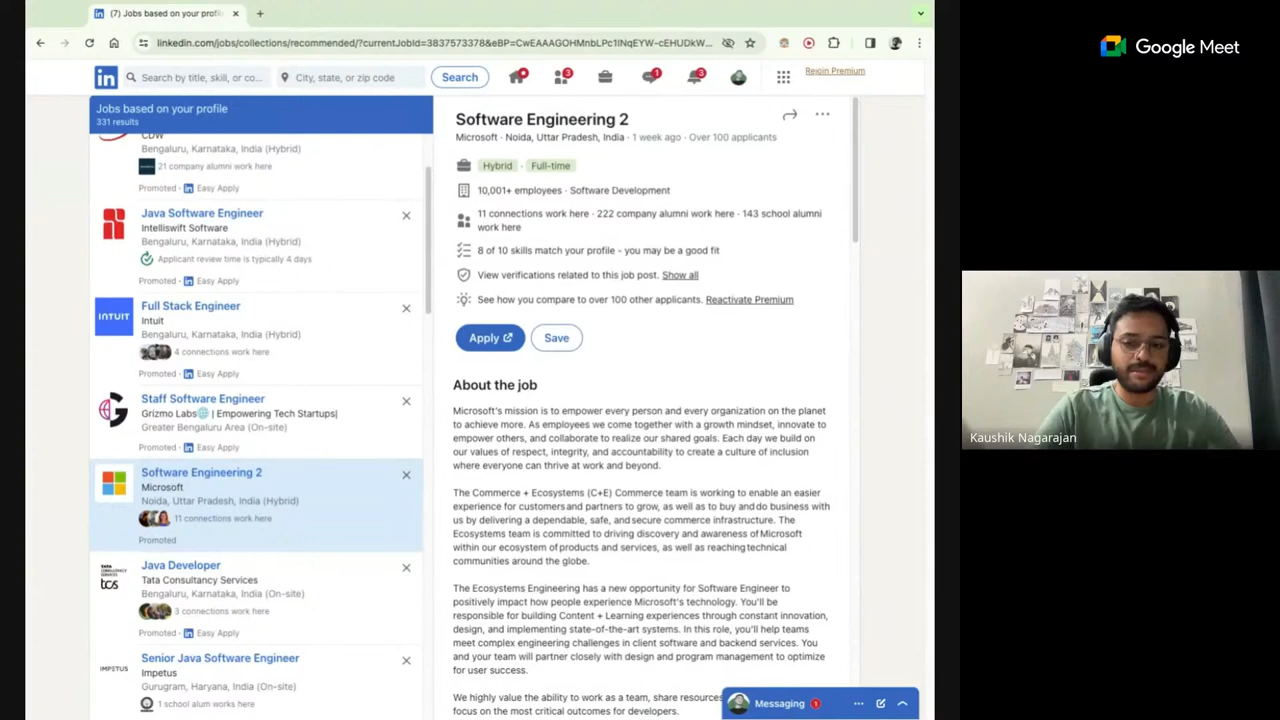 (7) Jobs based on your profil
linkedin.com/jobs/collections/recommended/?currentJobId=3837573378&eBP=CwEAAAGOHMnbLPc1INqEYW-cEHUDkW...
Search by title, skill, or co...
City, state, or zip code
Search
3
1
3
Rejoin Premium
Jobs based on your profile
331 results
CDW
Bengaluru, Karnataka, India (Hybrid)
21 company alumni work here
Promoted · Easy Apply
Java Software Engineer
Intelliswift Software
Bengaluru, Karnataka, India (Hybrid)
Applicant review time is typically 4 days
Promoted · Easy Apply
INTUIT
Full Stack Engineer
Intuit
Bengaluru, Karnataka, India (Hybrid)
4 connections work here
Promoted · Easy Apply
Staff Software Engineer
Grizmo Labs🌐 | Empowering Tech Startups|
Greater Bengaluru Area (On-site)
Promoted · Easy Apply
Software Engineering 2
Microsoft
Noida, Uttar Pradesh, India (Hybrid)
11 connections work here
Promoted
TATA
CONSULTANCY
SERVICES
tcs
Java Developer
Tata Consultancy Services
Bengaluru, Karnataka, India (On-site)
3 connections work here
Promoted · Easy Apply
IMPETUS
Senior Java Software Engineer
Impetus
Gurugram, Haryana, India (On-site)
1 school alum works here
Software Engineering 2
Microsoft · Noida, Uttar Pradesh, India · 1 week ago · Over 100 applicants
Hybrid · Full-time
10,001+ employees · Software Development
11 connections work here · 222 company alumni work here · 143 school alumni
work here
8 of 10 skills match your profile - you may be a good fit
View verifications related to this job post. Show all
See how you compare to over 100 other applicants. Reactivate Premium
Apply
Save
About the job
Microsoft's mission is to empower every person and every organization on the planet
to achieve more. As employees we come together with a growth mindset, innovate to
empower others, and collaborate to realize our shared goals. Each day we build on
our values of respect, integrity, and accountability to create a culture of inclusion
where everyone can thrive at work and beyond.
The Commerce + Ecosystems (C+E) Commerce team is working to enable an easier
experience for customers and partners to grow, as well as to buy and do business with
us by delivering a dependable, safe, and secure commerce infrastructure. The
Ecosystems team is committed to driving discovery and awareness of Microsoft
within our ecosystem of products and services, as well as reaching technical
communities around the globe.
The Ecosystems Engineering has a new opportunity for Software Engineer to
positively impact how people experience Microsoft's technology. You'll be
responsible for building Content + Learning experiences through constant innovation,
design, and implementing state-of-the-art systems. In this role, you'll help teams
meet complex engineering challenges in client software and backend services. You
and your team will partner closely with design and program management to optimize
for user success.
We highly value the ability to work as a team, share resources
focus on the most critical outcomes for developers.
Messaging 1
Google Meet
Kaushik Nagarajan